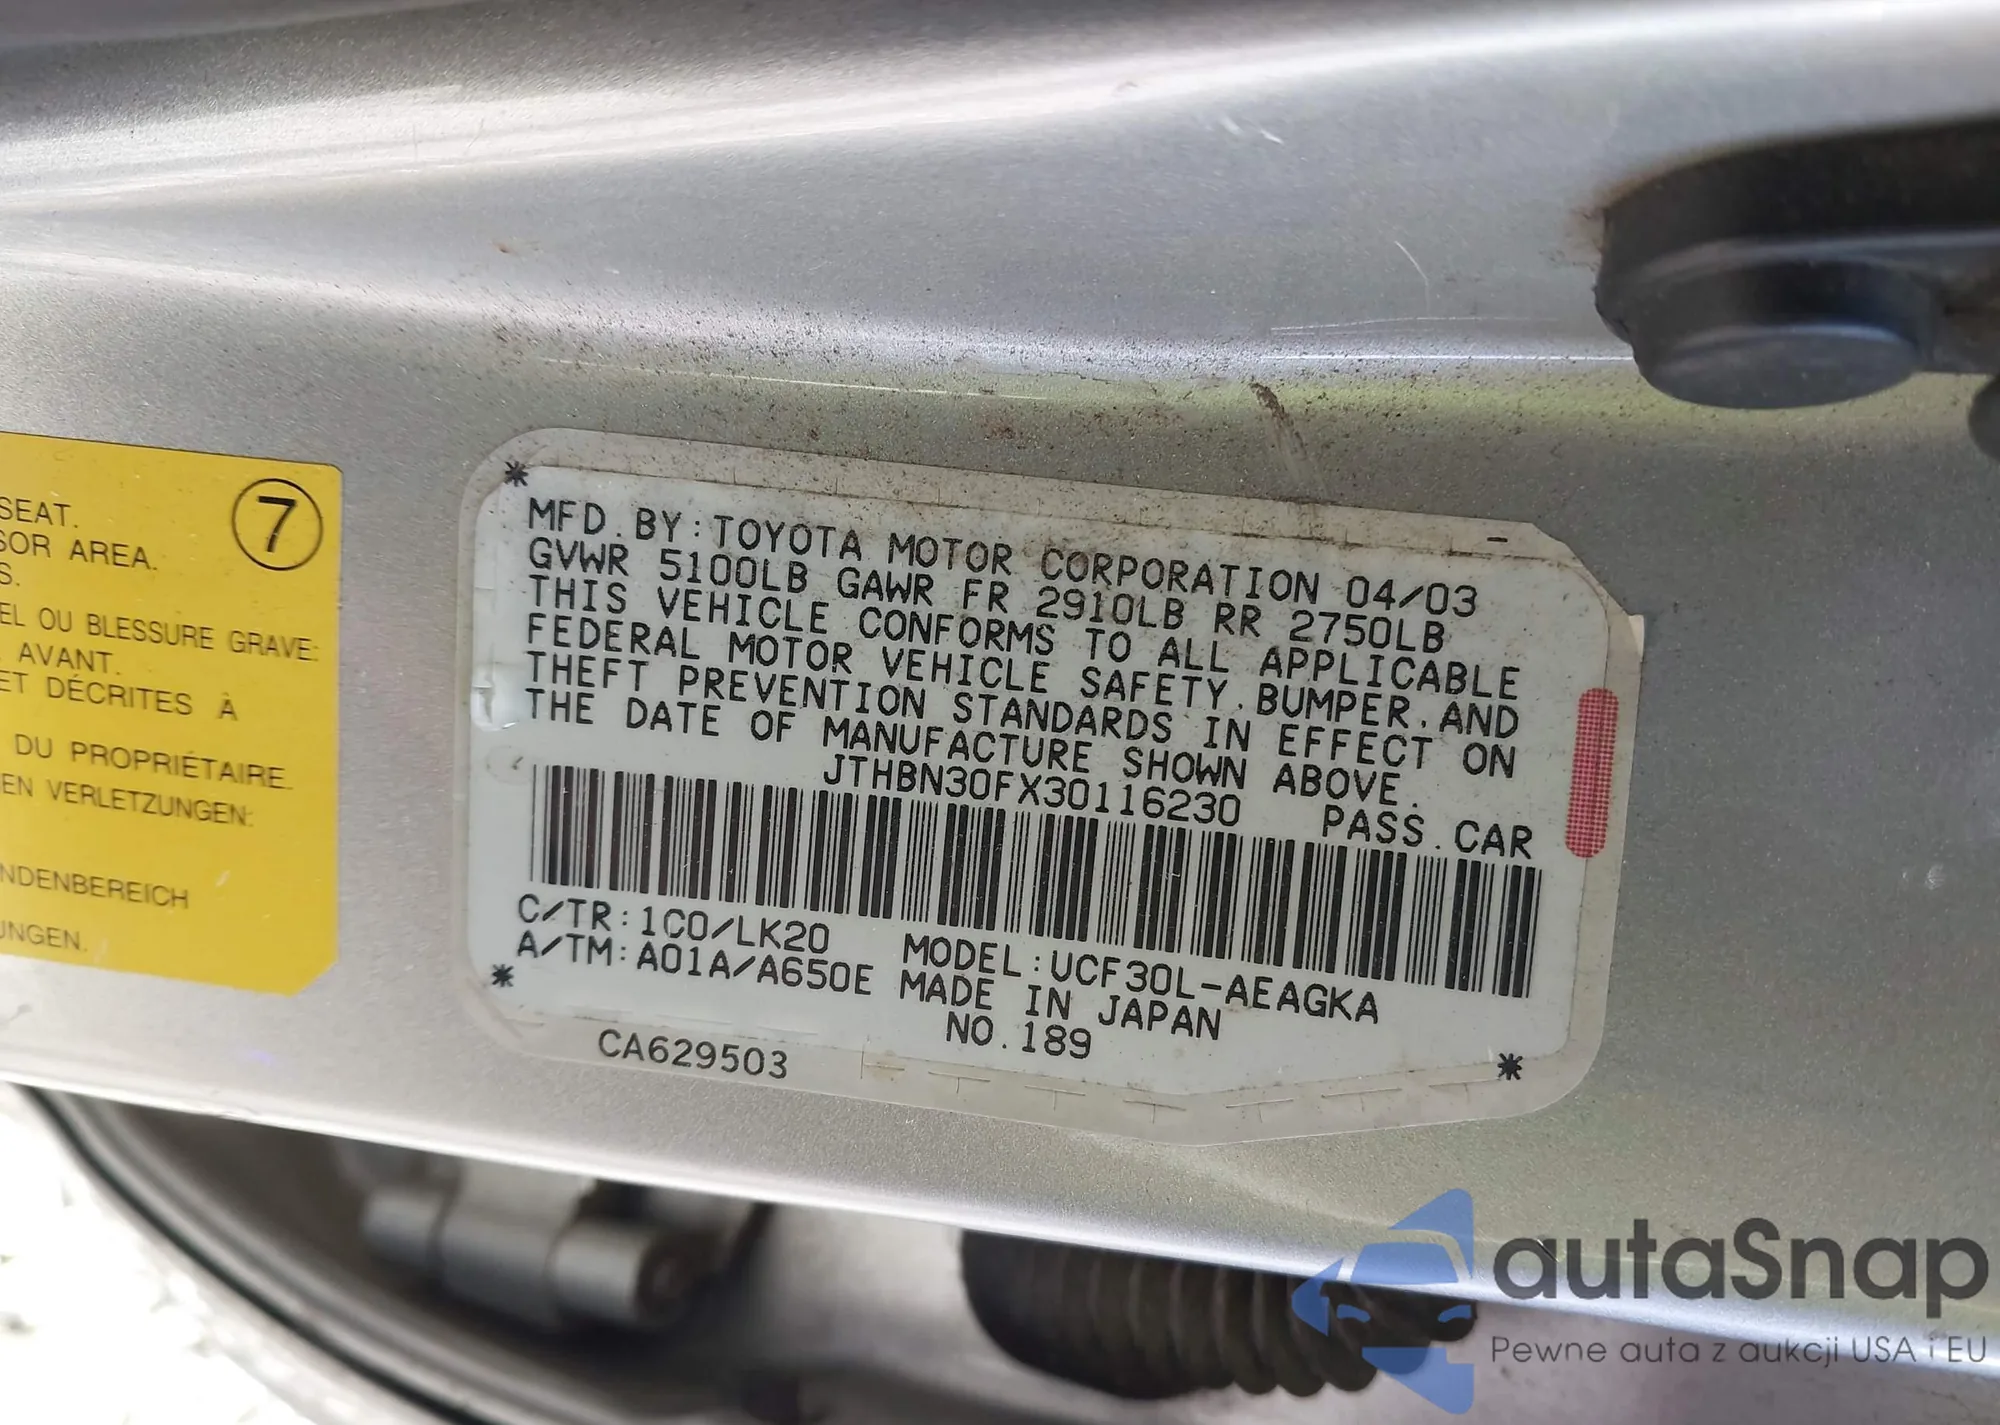 SEAT.
SOR AREA.
S.
EL OU BLESSURE GRAVE:
AVANT.
ET DÉCRITES À
DU PROPRIÉTAIRE.
EN VERLETZUNGEN:
NDENBEREICH
UNGEN.
7
MFD. BY: TOYOTA MOTOR CORPORATION 04/03
GVWR 5100LB GAWR FR 2910LB RR 2750LB
THIS VEHICLE CONFORMS TO ALL APPLICABLE
FEDERAL MOTOR VEHICLE SAFETY. BUMPER. AND
THEFT PREVENTION STANDARDS IN EFFECT ON
THE DATE OF MANUFACTURE SHOWN ABOVE.
JTHBN30FX30116230 PASS. CAR
C/TR: 1C0/LK20 MODEL: UCF30L-AEAGKA
A/TM: A01A/A650E MADE IN JAPAN
NO. 189
CA629503
autaSnap
Pewne auta z aukcji USA i EU